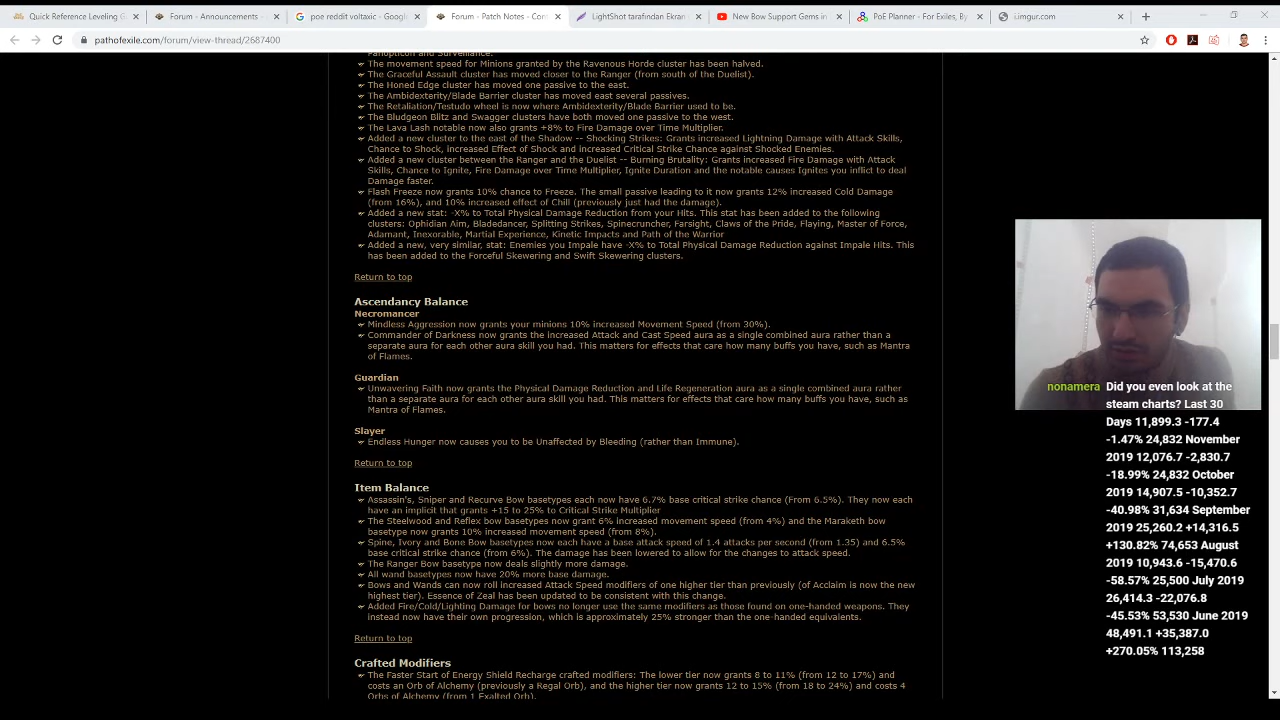 Quick Reference Leveling G
Forum - Announcements -
poe reddit voltaxic - Googl
Forum - Patch Notes - Con
LightShot tarafından Ekran
New Bow Support Gems in
PoE Planner - For Exiles, By
i.imgur.com
pathofexile.com/forum/view-thread/2687400
Panopticon and Surveillance.
The movement speed for Minions granted by the Ravenous Horde cluster has been halved.
The Graceful Assault cluster has moved closer to the Ranger (from south of the Duelist).
The Honed Edge cluster has moved one passive to the east.
The Ambidexterity/Blade Barrier cluster has moved east several passives.
The Retaliation/Testudo wheel is now where Ambidexterity/Blade Barrier used to be.
The Bludgeon Blitz and Swagger clusters have both moved one passive to the west.
The Lava Lash notable now also grants +8% to Fire Damage over Time Multiplier.
Added a new cluster to the east of the Shadow -- Shocking Strikes: Grants increased Lightning Damage with Attack Skills,
Chance to Shock, increased Effect of Shock and increased Critical Strike Chance against Shocked Enemies.
Added a new cluster between the Ranger and the Duelist -- Burning Brutality: Grants increased Fire Damage with Attack
Skills, Chance to Ignite, Fire Damage over Time Multiplier, Ignite Duration and the notable causes Ignites you inflict to deal
Damage faster.
Flash Freeze now grants 10% chance to Freeze. The small passive leading to it now grants 12% increased Cold Damage
(from 16%), and 10% increased effect of Chill (previously just had the damage).
Added a new stat: -X% to Total Physical Damage Reduction from your Hits. This stat has been added to the following
clusters: Ophidian Aim, Bladedancer, Splitting Strikes, Spinecruncher, Farsight, Claws of the Pride, Flaying, Master of Force,
Adamant, Inexorable, Martial Experience, Kinetic Impacts and Path of the Warrior
Added a new, very similar, stat: Enemies you Impale have -X% to Total Physical Damage Reduction against Impale Hits. This
has been added to the Forceful Skewering and Swift Skewering clusters.
Return to top
Ascendancy Balance
Necromancer
Mindless Aggression now grants your minions 10% increased Movement Speed (from 30%).
Commander of Darkness now grants the increased Attack and Cast Speed aura as a single combined aura rather than a
separate aura for each other aura skill you had. This matters for effects that care how many buffs you have, such as Mantra
of Flames.
Guardian
Unwavering Faith now grants the Physical Damage Reduction and Life Regeneration aura as a single combined aura rather
than a separate aura for each other aura skill you had. This matters for effects that care how many buffs you have, such as
Mantra of Flames.
Slayer
Endless Hunger now causes you to be Unaffected by Bleeding (rather than Immune).
Return to top
Item Balance
Assassin's, Sniper and Recurve Bow basetypes each now have 6.7% base critical strike chance (From 6.5%). They now each
have an implicit that grants +15 to 25% to Critical Strike Multiplier
The Steelwood and Reflex bow basetypes now grant 6% increased movement speed (from 4%) and the Maraketh bow
basetype now grants 10% increased movement speed (from 8%).
Spine, Ivory and Bone Bow basetypes now each have a base attack speed of 1.4 attacks per second (from 1.35) and 6.5%
base critical strike chance (from 6%). The damage has been lowered to allow for the changes to attack speed.
The Ranger Bow basetype now deals slightly more damage.
All wand basetypes now have 20% more base damage.
Bows and Wands can now roll increased Attack Speed modifiers of one higher tier than previously (of Acclaim is now the new
highest tier). Essence of Zeal has been updated to be consistent with this change.
Added Fire/Cold/Lighting Damage for bows no longer use the same modifiers as those found on one-handed weapons. They
instead now have their own progression, which is approximately 25% stronger than the one-handed equivalents.
Return to top
Crafted Modifiers
The Faster Start of Energy Shield Recharge crafted modifiers: The lower tier now grants 8 to 11% (from 12 to 17%) and
costs an Orb of Alchemy (previously a Regal Orb), and the higher tier now grants 12 to 15% (from 18 to 24%) and costs 4
Orbs of Alchemy (from 1 Exalted Orb).
nonamera Did you even look at the
steam charts? Last 30
Days 11,899.3 -177.4
-1.47% 24,832 November
2019 12,076.7 -2,830.7
-18.99% 24,832 October
2019 14,907.5 -10,352.7
-40.98% 31,634 September
2019 25,260.2 +14,316.5
+130.82% 74,653 August
2019 10,943.6 -15,470.6
-58.57% 25,500 July 2019
26,414.3 -22,076.8
-45.53% 53,530 June 2019
48,491.1 +35,387.0
+270.05% 113,258